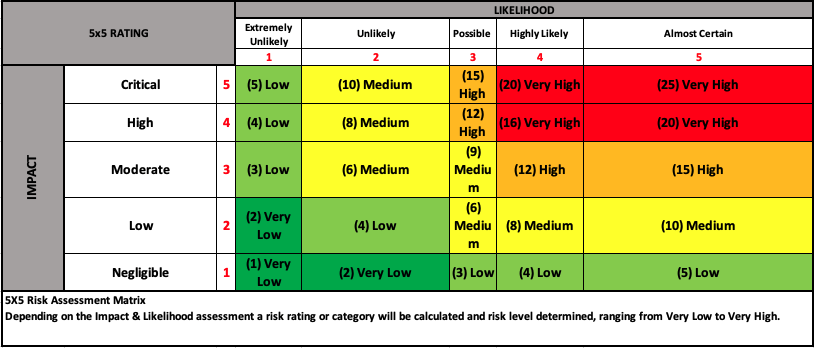 LIKELIHOOD
5x5 RATING
Extremely
Unlikely
Unlikely
Possible
Highly Likely
Almost Certain
1
2
3
4
5
IMPACT
Critical
5
(5) Low
(10) Medium
(15)
High
(20) Very High
(25) Very High
High
4
(4) Low
(8) Medium
(12)
High
(16) Very High
(20) Very High
Moderate
3
(3) Low
(6) Medium
(9)
Mediu
m
(12) High
(15) High
Low
2
(2) Very
Low
(4) Low
(6)
Mediu
m
(8) Medium
(10) Medium
Negligible
1
(1) Very
Low
(2) Very Low
(3) Low
(4) Low
(5) Low
5X5 Risk Assessment Matrix
Depending on the Impact & Likelihood assessment a risk rating or category will be calculated and risk level determined, ranging from Very Low to Very High.